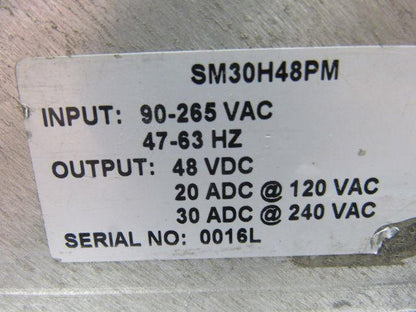 SM30H48PM
INPUT: 90-265 VAC
47-63 HZ
OUTPUT: 48 VDC
20 ADC @ 120 VAC
30 ADC @ 240 VAC
SERIAL NO: 0016L